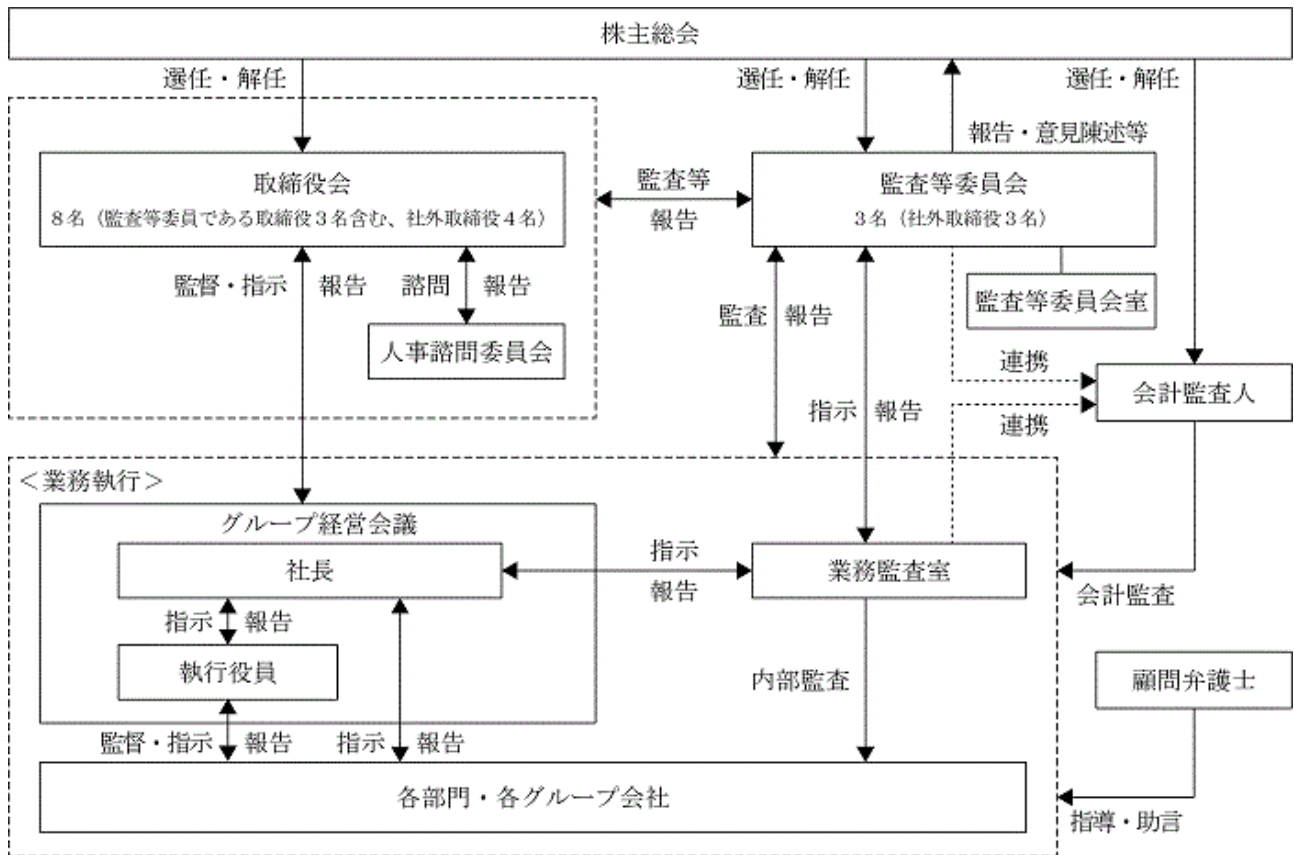 株主総会
選任・解任
選任・解任
選任・解任
報告・意見陳述等
取締役会
8名（監査等委員である取締役3名含む、社外取締役4名）
監査等
報告
監査等委員会
3名（社外取締役3名）
監督・指示
報告
諮問
報告
監査
報告
監査等委員会室
人事諮問委員会
連携
会計監査人
指示
報告
連携
＜業務執行＞
グループ経営会議
社長
指示
報告
業務監査室
会計監査
指示
報告
執行役員
内部監査
顧問弁護士
監督・指示
報告
指示
報告
各部門・各グループ会社
指導・助言